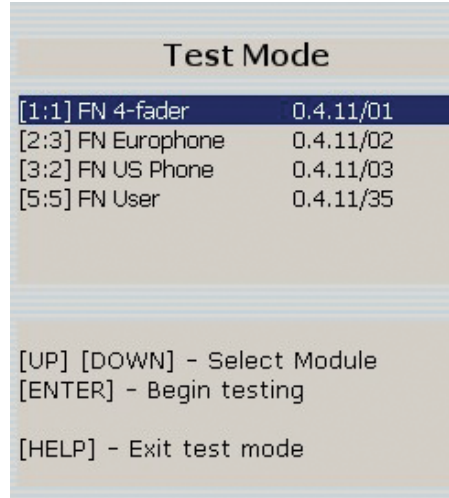 Test Mode
[1:1] FN 4-fader 0.4.11/01
[2:3] FN Europhone 0.4.11/02
[3:2] FN US Phone 0.4.11/03
[5:5] FN User 0.4.11/35
[UP] [DOWN] - Select Module
[ENTER] - Begin testing
[HELP] - Exit test mode